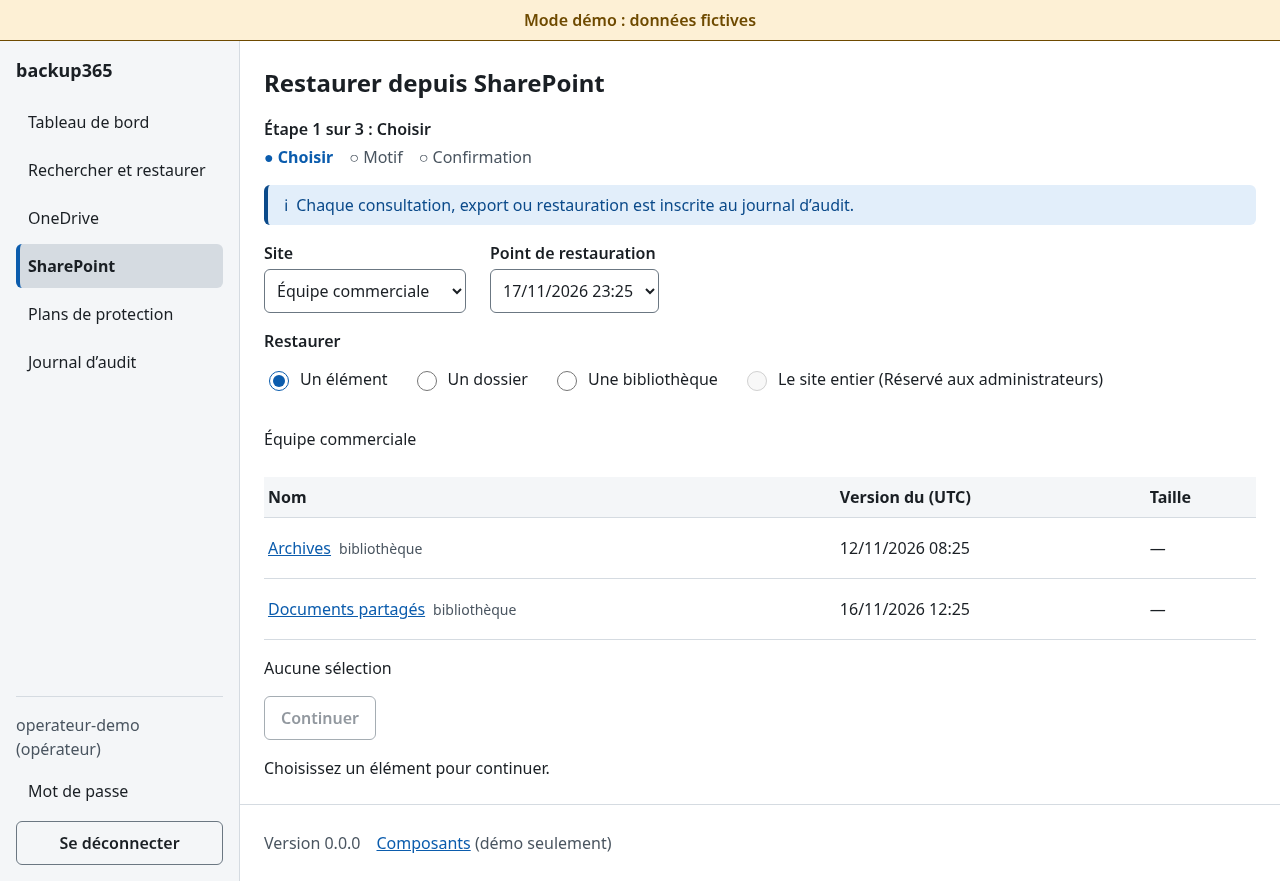 Mode démo : données fictives
backup365
Tableau de bord
Rechercher et restaurer
OneDrive
SharePoint
Plans de protection
Journal d’audit
operateur-demo
(opérateur)
Mot de passe
Se déconnecter
Restaurer depuis SharePoint
Étape 1 sur 3 : Choisir
● Choisir ○ Motif ○ Confirmation
i Chaque consultation, export ou restauration est inscrite au journal d’audit.
Site Point de restauration
Équipe commerciale 17/11/2026 23:25
Restaurer
Un élément Un dossier Une bibliothèque Le site entier (Réservé aux administrateurs)
Équipe commerciale
Nom Version du (UTC) Taille
Archives bibliothèque 12/11/2026 08:25 —
Documents partagés bibliothèque 16/11/2026 12:25 —
Aucune sélection
Continuer
Choisissez un élément pour continuer.
Version 0.0.0 Composants (démo seulement)